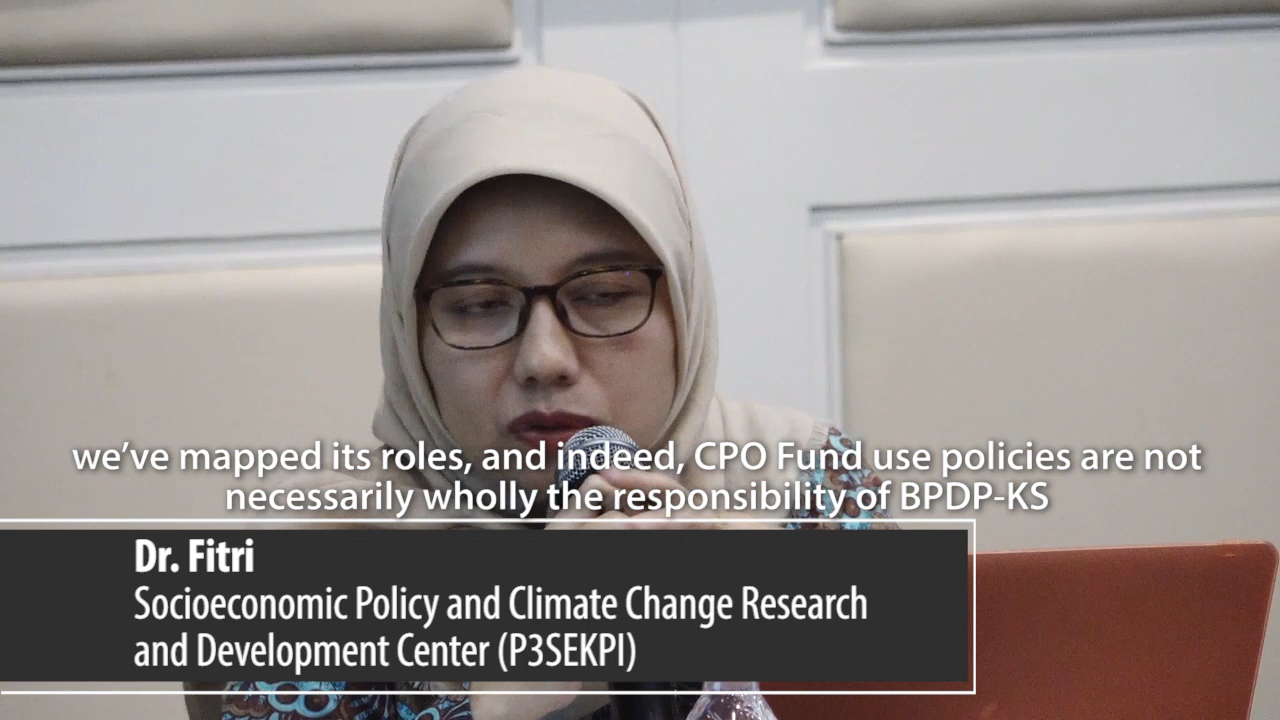 we’ve mapped its roles, and indeed, CPO Fund use policies are not
necessarily wholly the responsibility of BPDP-KS
Dr. Fitri
Socioeconomic Policy and Climate Change Research
and Development Center (P3SEKPI)